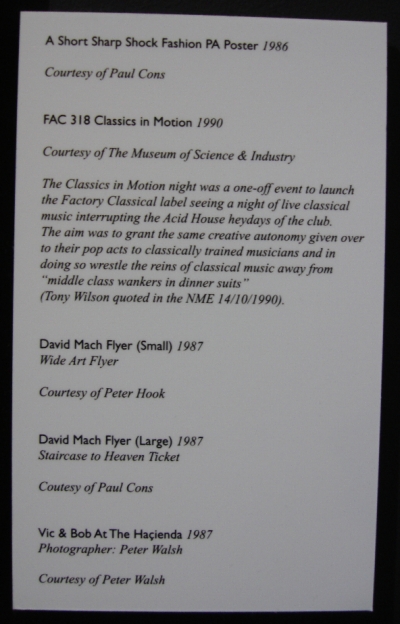 A Short Sharp Shock Fashion PA Poster 1986
Courtesy of Paul Cons
FAC 318 Classics in Motion 1990
Courtesy of The Museum of Science & Industry
The Classics in Motion night was a one-off event to launch
the Factory Classical label seeing a night of live classical
music interrupting the Acid House heydays of the club.
The aim was to grant the same creative autonomy given over
to their pop acts to classically trained musicians and in
doing so wrestle the reins of classical music away from
"middle class wankers in dinner suits"
(Tony Wilson quoted in the NME 14/10/1990).
David Mach Flyer (Small) 1987
Wide Art Flyer
Courtesy of Peter Hook
David Mach Flyer (Large) 1987
Staircase to Heaven Ticket
Coutesy of Paul Cons
Vic & Bob At The Haçienda 1987
Photographer: Peter Walsh
Courtesy of Peter Walsh